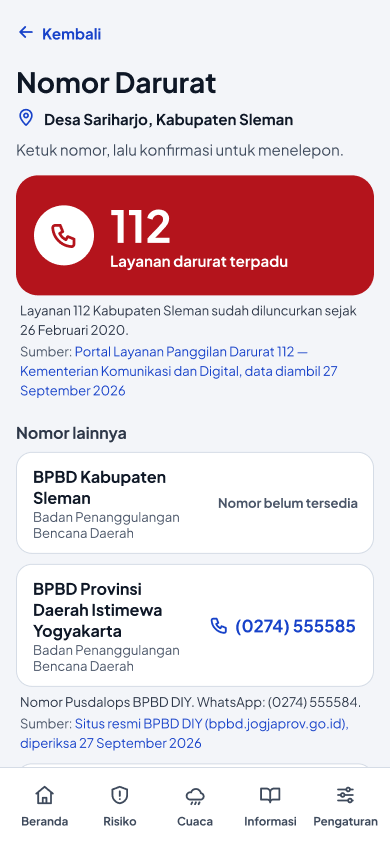 Kembali
Nomor Darurat
Desa Sariharjo, Kabupaten Sleman
Ketuk nomor, lalu konfirmasi untuk menelepon.
112
Layanan darurat terpadu
Layanan 112 Kabupaten Sleman sudah diluncurkan sejak
26 Februari 2020.
Sumber: Portal Layanan Panggilan Darurat 112 —
Kementerian Komunikasi dan Digital, data diambil 27
September 2026
Nomor lainnya
BPBD Kabupaten
Sleman
Badan Penanggulangan
Bencana Daerah
Nomor belum tersedia
BPBD Provinsi
Daerah Istimewa
Yogyakarta
Badan Penanggulangan
Bencana Daerah
(0274) 555585
Nomor Pusdalops BPBD DIY. WhatsApp: (0274) 555584.
Sumber: Situs resmi BPBD DIY (bpbd.jogjaprov.go.id),
diperiksa 27 September 2026
Beranda
Risiko
Cuaca
Informasi
Pengaturan